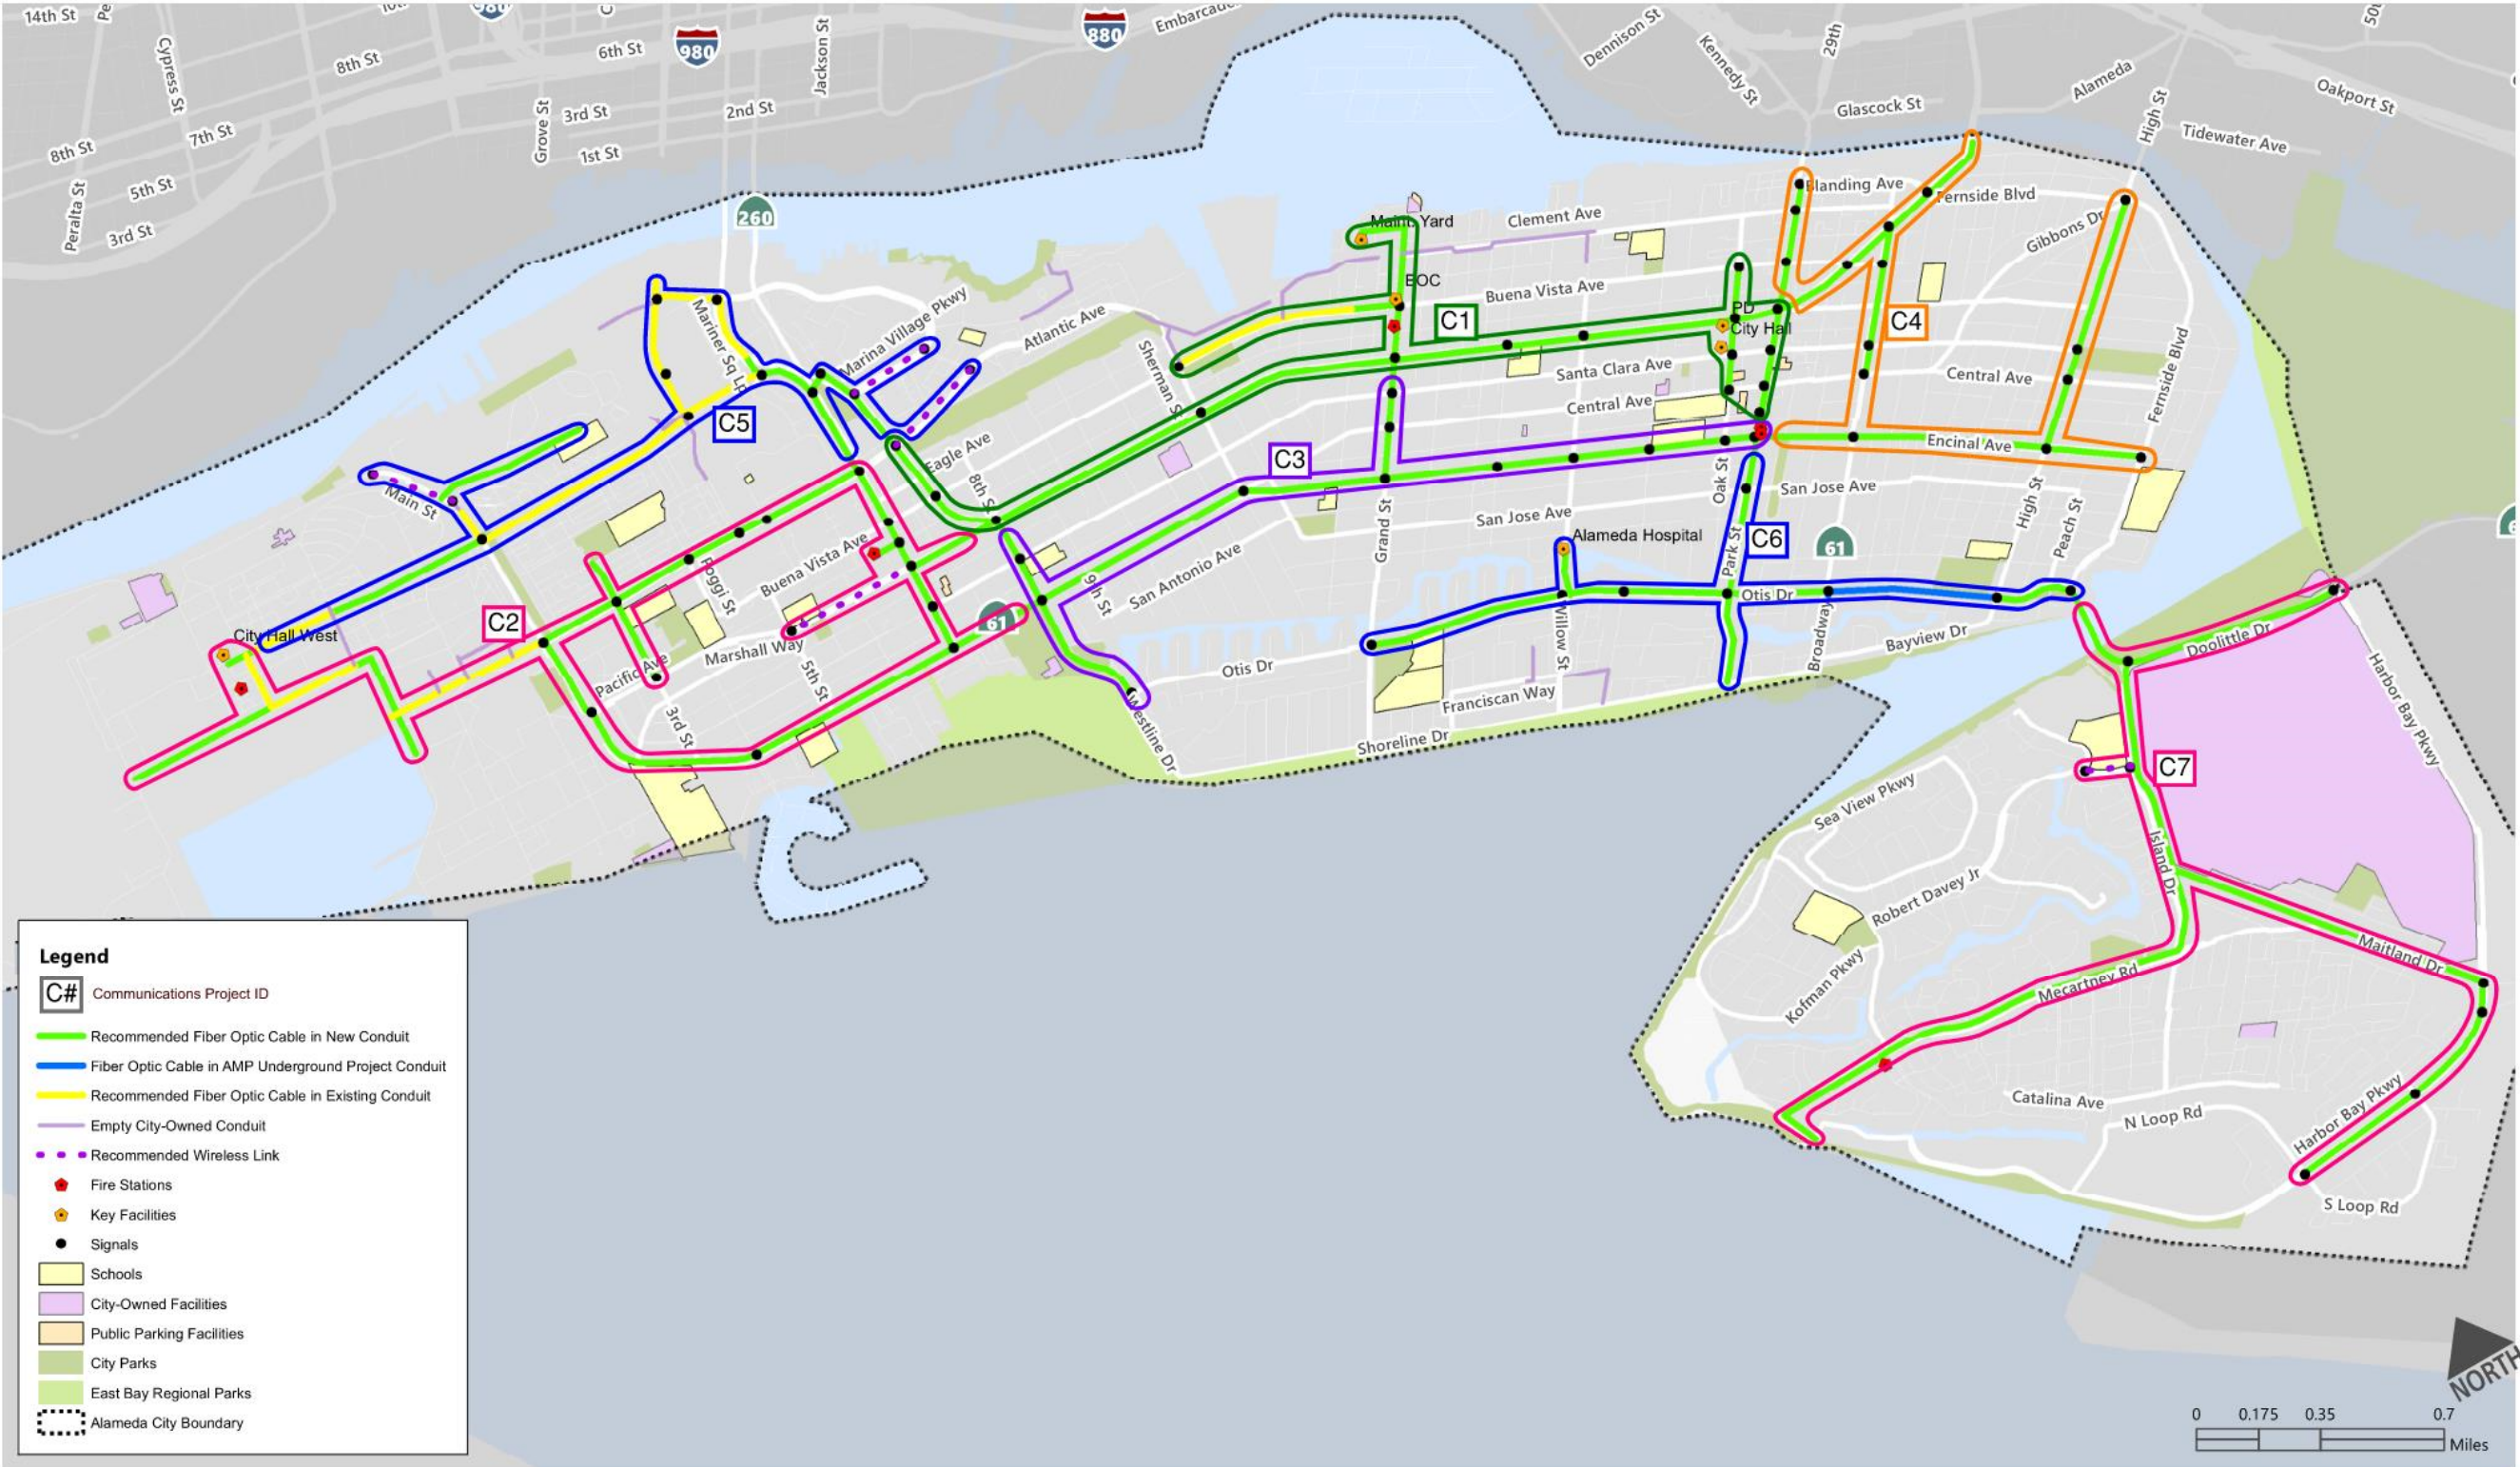 14th St
Cypress St
8th St
980
6th St
Jackson St
880
Dennison St
Kennedy St
29th
Alameda
Oakport St
Glascock St
High St
Tidewater Ave
8th St
7th St
Grove St
3rd St
2nd St
1st St
Peralta St
5th St
3rd St
260
Blanding Ave
Fernside Blvd
Gibbons Dr
Maint. Yard
Clement Ave
EOC
Buena Vista Ave
C1
PD
City Hall
C4
Mariner Sq Lp
Marina Village Pkwy
Atlantic Ave
Sherman St
Santa Clara Ave
Central Ave
Central Ave
Fernside Blvd
C5
Eagle Ave
C3
8th St
Encinal Ave
Oak St
San Jose Ave
High St
Peach St
Main St
Grand St
San Jose Ave
Alameda Hospital
Park St
C6
61
Buena Vista Ave
Poggi St
9th St
San Antonio Ave
61
Otis Dr
Willow St
Broadway
Bayview Dr
Doolittle Dr
C2
City Hall West
Marshall Way
Pacific Ave
5th St
3rd St
Otis Dr
Westline Dr
Franciscan Way
Shoreline Dr
Harbor Bay Pkwy
C7
Sea View Pkwy
Island Dr
Robert Davey Jr
Kofman Pkwy
Mecartney Rd
Maitland Dr
Catalina Ave
N Loop Rd
Harbor Bay Pkwy
S Loop Rd
Legend
C# Communications Project ID
Recommended Fiber Optic Cable in New Conduit
Fiber Optic Cable in AMP Underground Project Conduit
Recommended Fiber Optic Cable in Existing Conduit
Empty City-Owned Conduit
Recommended Wireless Link
Fire Stations
Key Facilities
Signals
Schools
City-Owned Facilities
Public Parking Facilities
City Parks
East Bay Regional Parks
Alameda City Boundary
NORTH
0 0.175 0.35 0.7
Miles